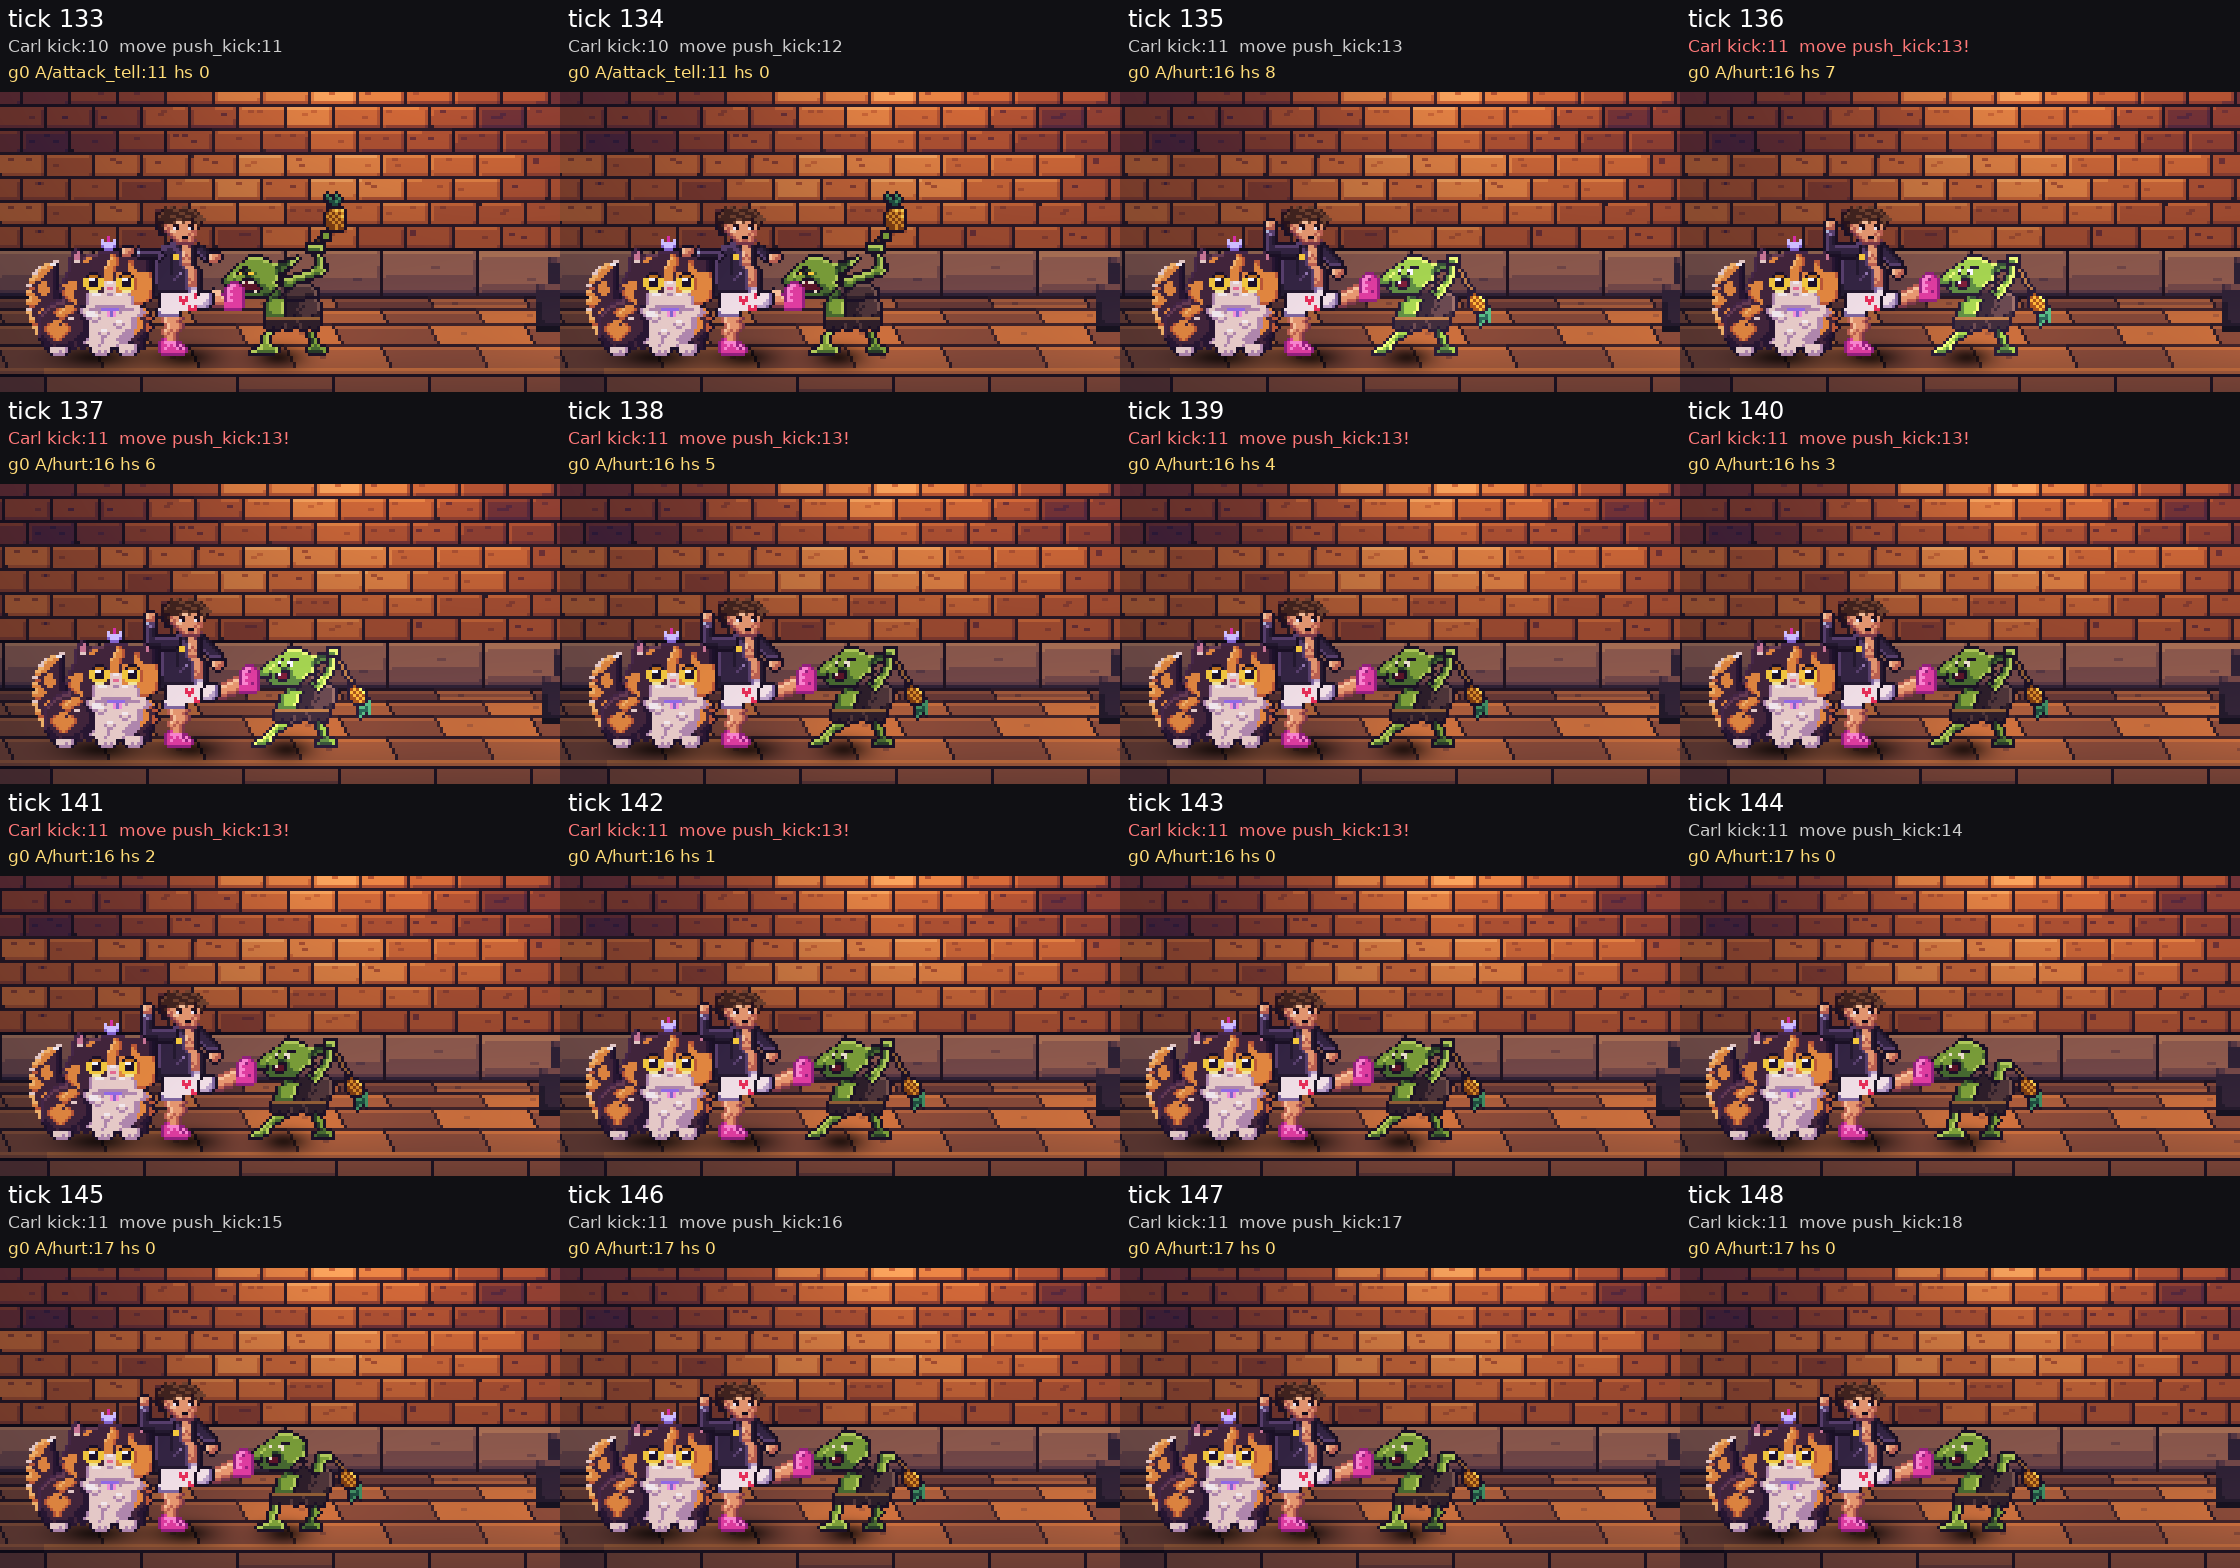 tick 133
Carl kick:10 move push_kick:11
g0 A/attack_tell:11 hs 0
tick 134
Carl kick:10 move push_kick:12
g0 A/attack_tell:11 hs 0
tick 135
Carl kick:11 move push_kick:13
g0 A/hurt:16 hs 8
tick 136
Carl kick:11 move push_kick:13!
g0 A/hurt:16 hs 7
tick 137
Carl kick:11 move push_kick:13!
g0 A/hurt:16 hs 6
tick 138
Carl kick:11 move push_kick:13!
g0 A/hurt:16 hs 5
tick 139
Carl kick:11 move push_kick:13!
g0 A/hurt:16 hs 4
tick 140
Carl kick:11 move push_kick:13!
g0 A/hurt:16 hs 3
tick 141
Carl kick:11 move push_kick:13!
g0 A/hurt:16 hs 2
tick 142
Carl kick:11 move push_kick:13!
g0 A/hurt:16 hs 1
tick 143
Carl kick:11 move push_kick:13!
g0 A/hurt:16 hs 0
tick 144
Carl kick:11 move push_kick:14
g0 A/hurt:17 hs 0
tick 145
Carl kick:11 move push_kick:15
g0 A/hurt:17 hs 0
tick 146
Carl kick:11 move push_kick:16
g0 A/hurt:17 hs 0
tick 147
Carl kick:11 move push_kick:17
g0 A/hurt:17 hs 0
tick 148
Carl kick:11 move push_kick:18
g0 A/hurt:17 hs 0